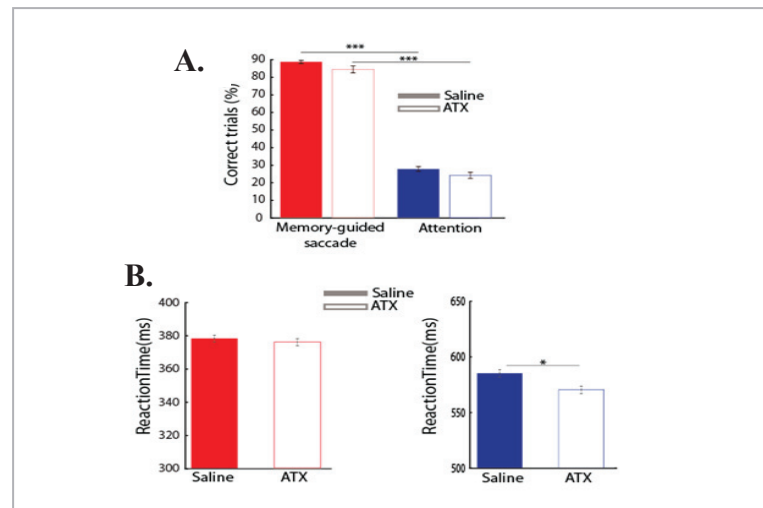 A.
***
***
90
80
70
60
50
40
30
20
10
0
Correct trials (%)
Saline
ATX
Memory-guided
saccade
Attention
B.
Saline
ATX
400
380
360
340
320
300
ReactionTime(ms)
Saline
ATX
650
600
550
500
ReactionTime(ms)
*
Saline
ATX